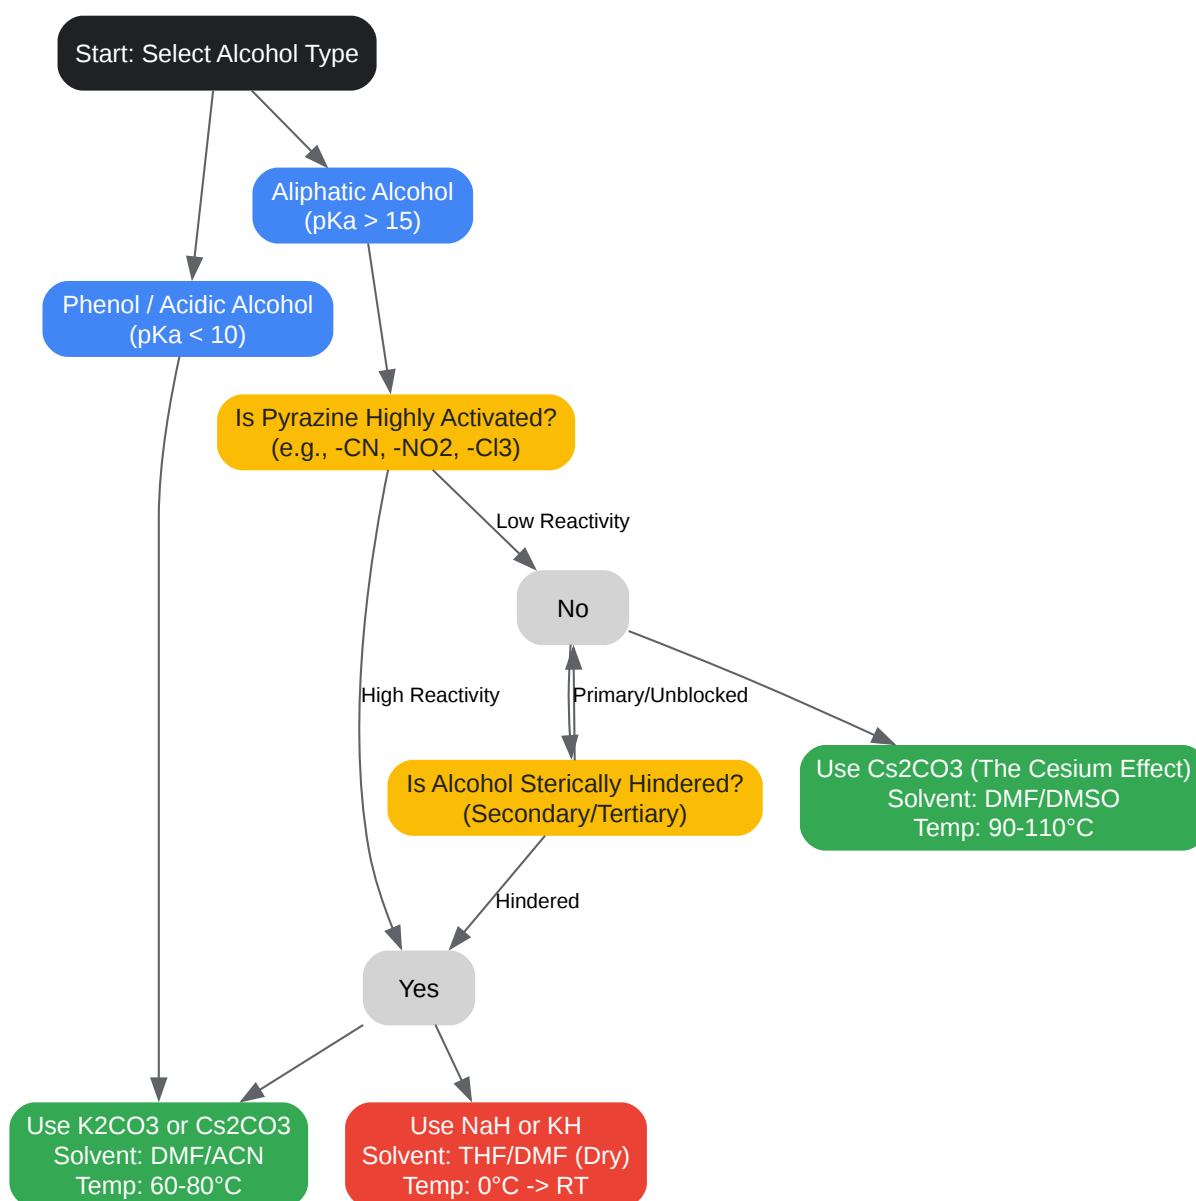 Start: Select Alcohol Type
Aliphatic Alcohol
(pKa > 15)
Phenol / Acidic Alcohol
(pKa < 10)
Is Pyrazine Highly Activated?
(e.g., -CN, -NO2, -Cl3)
Low Reactivity
No
High Reactivity
Primary/Unblocked
Is Alcohol Sterically Hindered?
(Secondary/Tertiary)
Use Cs2CO3 (The Cesium Effect)
Solvent: DMF/DMSO
Temp: 90-110°C
Hindered
Yes
Use K2CO3 or Cs2CO3
Solvent: DMF/ACN
Temp: 60-80°C
Use NaH or KH
Solvent: THF/DMF (Dry)
Temp: 0°C -> RT